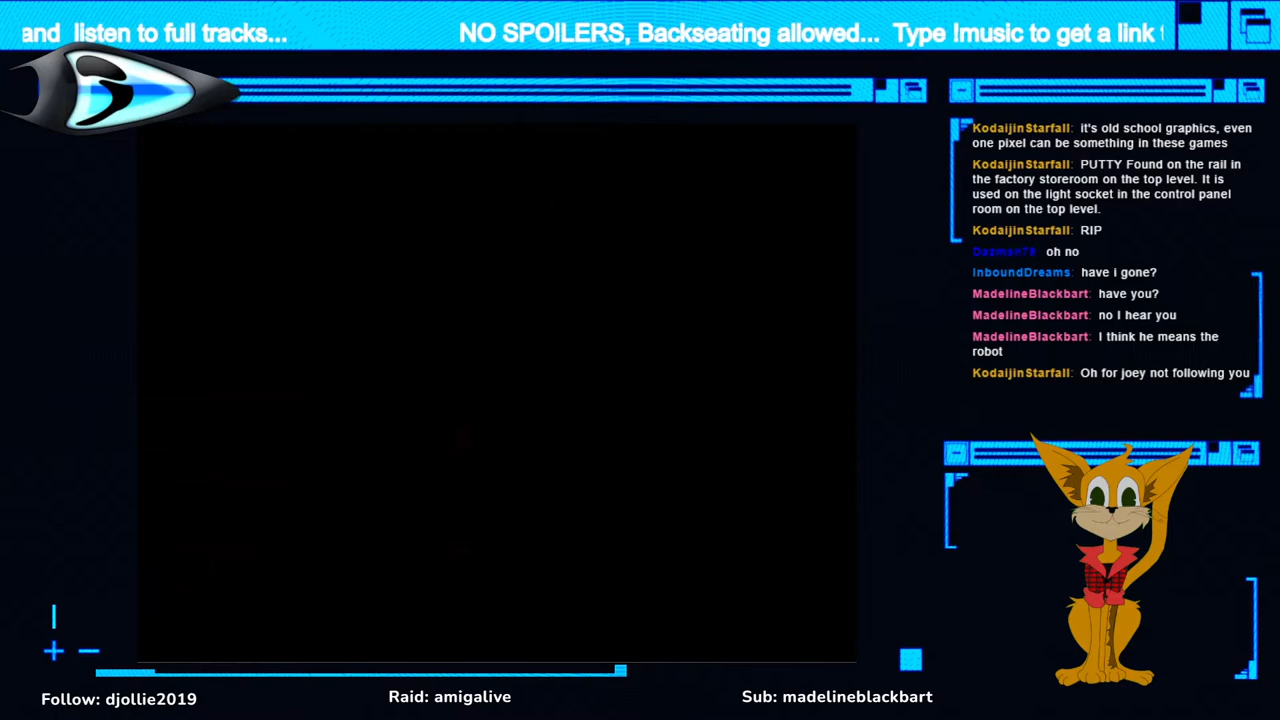 and listen to full tracks... NO SPOILERS, Backseating allowed... Type !music to get a link
KodaijinStarfall: it's old school graphics, even
one pixel can be something in these games
KodaijinStarfall: PUTTY Found on the rail in
the factory storeroom on the top level. It is
used on the light socket in the control panel
room on the top level.
KodaijinStarfall: RIP
Dazman79 oh no
InboundDreams: have i gone?
MadelineBlackbart: have you?
MadelineBlackbart: no I hear you
MadelineBlackbart: I think he means the
robot
KodaijinStarfall: Oh for joey not following you
Follow: djollie2019
Raid: amigalive
Sub: madelineblackbart